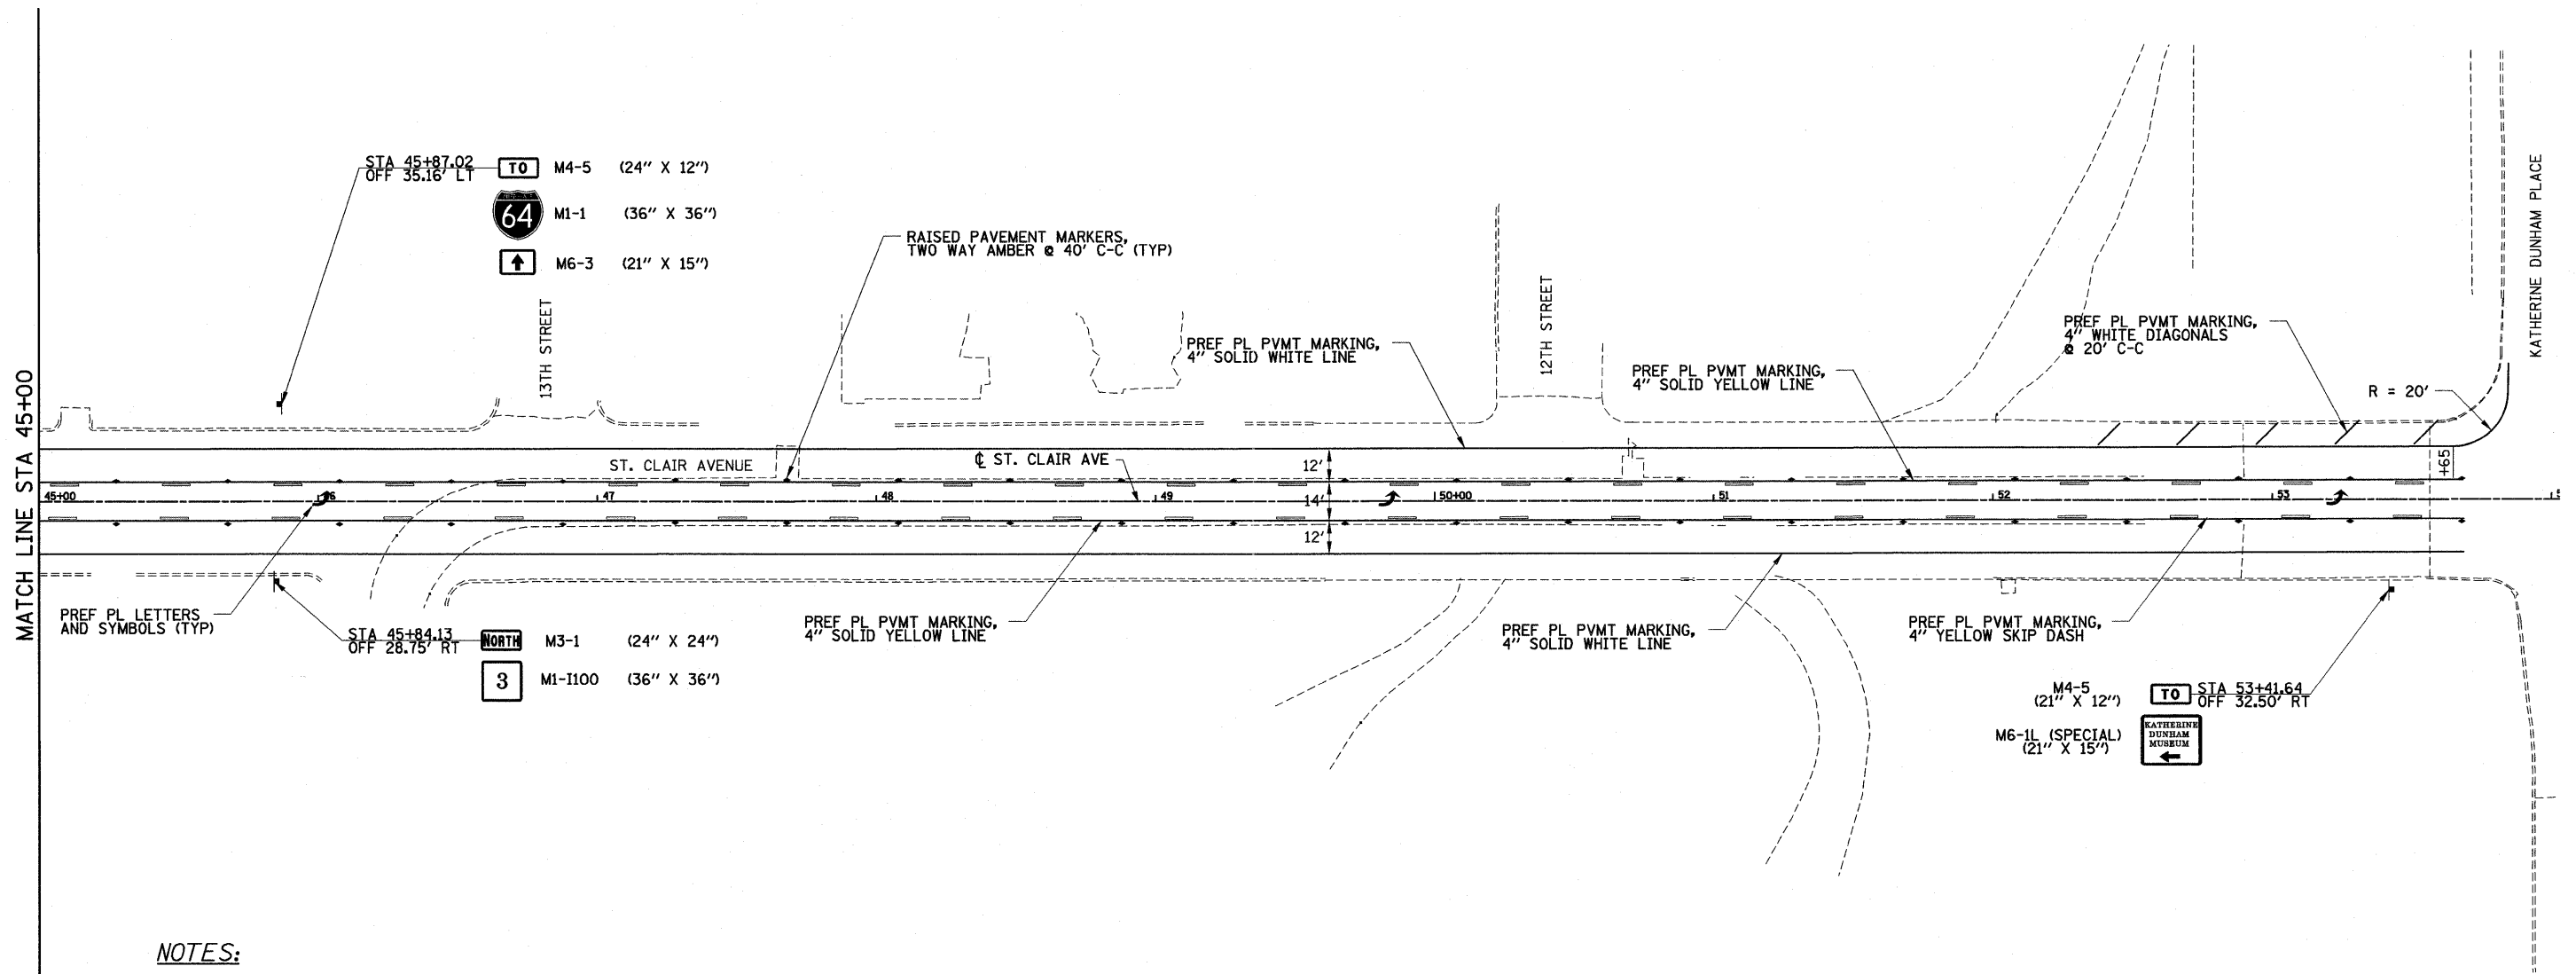 MATCH LINE STA 45+00
STA 45+87.02
OFF 35.16' LT
TO M4-5 (24" X 12")
64 M1-1 (36" X 36")
M6-3 (21" X 15")
13TH STREET
RAISED PAVEMENT MARKERS,
TWO WAY AMBER @ 40' C-C (TYP)
PREF PL PVMT MARKING,
4" SOLID WHITE LINE
12TH STREET
PREF PL PVMT MARKING,
4" SOLID YELLOW LINE
PREF PL PVMT MARKING,
4" WHITE DIAGONALS
@ 20' C-C
R = 20'
KATHERINE DUNHAM PLACE
ST. CLAIR AVENUE
℄ ST. CLAIR AVE
12'
14'
12'
+65
45+00
46
47
48
49
50+00
51
52
53
PREF PL LETTERS
AND SYMBOLS (TYP)
STA 45+84.13
OFF 28.75' RT
NORTH M3-1 (24" X 24")
3 M1-I100 (36" X 36")
PREF PL PVMT MARKING,
4" SOLID YELLOW LINE
PREF PL PVMT MARKING,
4" SOLID WHITE LINE
PREF PL PVMT MARKING,
4" YELLOW SKIP DASH
M4-5
(21" X 12")
TO
STA 53+41.64
OFF 32.50' RT
M6-1L (SPECIAL)
(21" X 15")
KATHERINE
DUNHAM
MUSEUM
NOTES: